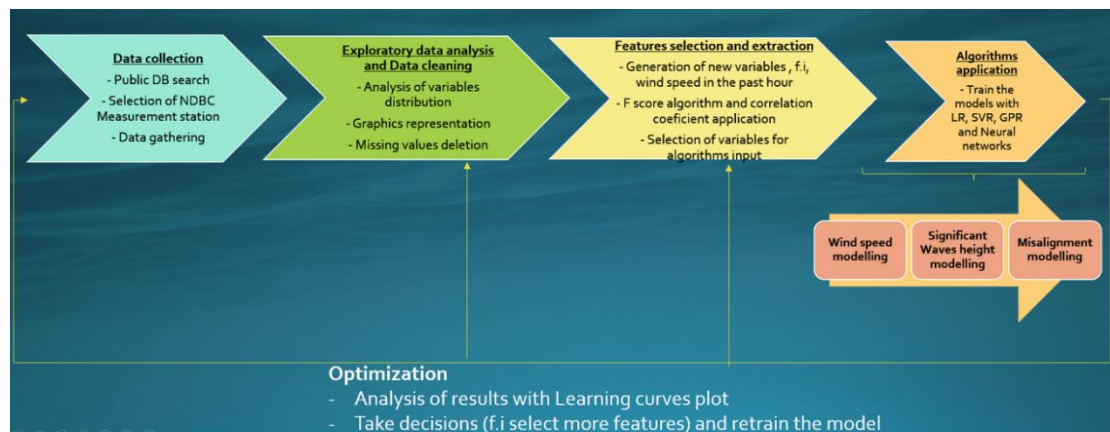 Data collection
- Public DB search
- Selection of NDBC
Measurement station
- Data gathering
Exploratory data analysis
and Data cleaning
- Analysis of variables
distribution
- Graphics representation
- Missing values deletion
Features selection and extraction
- Generation of new variables , f.i,
wind speed in the past hour
- F score algorithm and correlation
coeficient application
- Selection of variables for
algorithms input
Algorithms
application
- Train the
models with
LR, SVR, GPR
and Neural
networks
Wind speed
modelling
Significant
Waves height
modelling
Misalignment
modelling
Optimization
- Analysis of results with Learning curves plot
- Take decisions (f.i select more features) and retrain the model